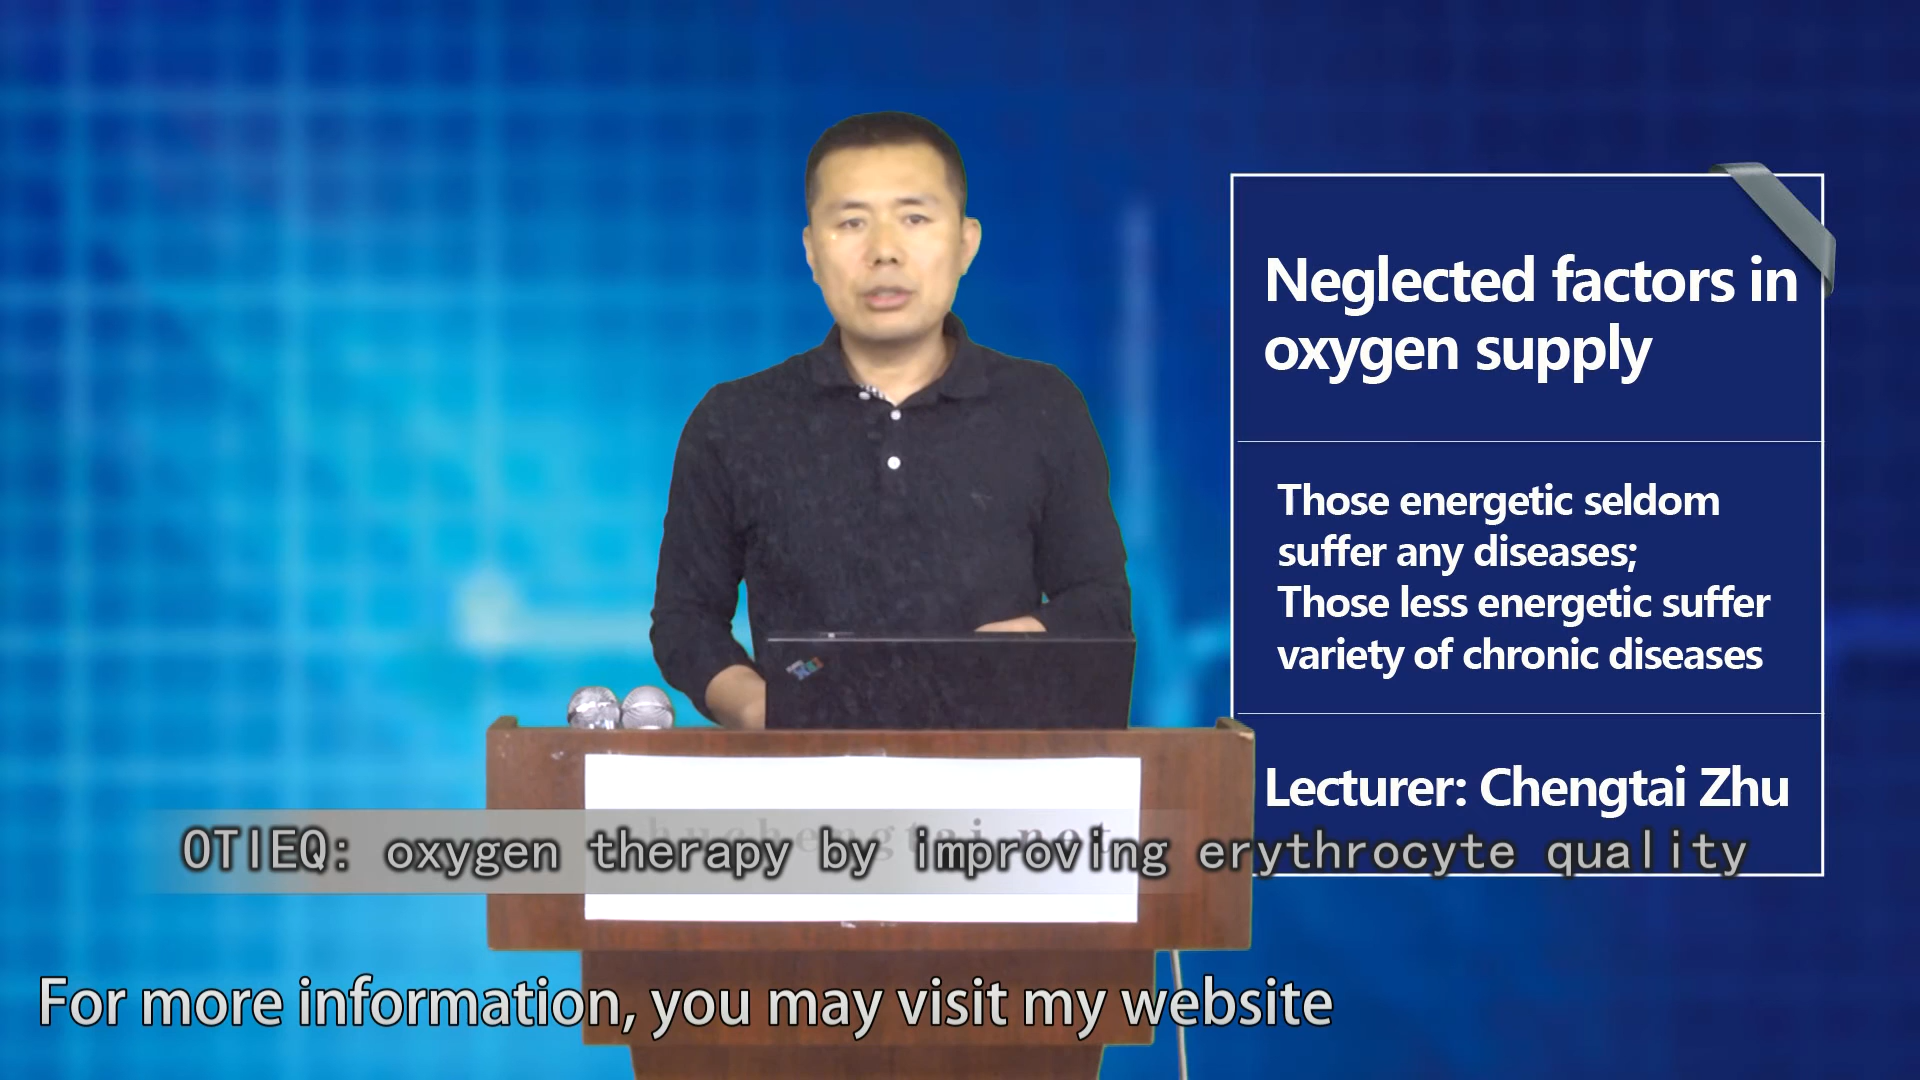 Neglected factors in
oxygen supply
Those energetic seldom
suffer any diseases;
Those less energetic suffer
variety of chronic diseases
Lecturer: Chengtai Zhu
OTIEQ: oxygen therapy by improving erythrocyte quality
For more information, you may visit my website